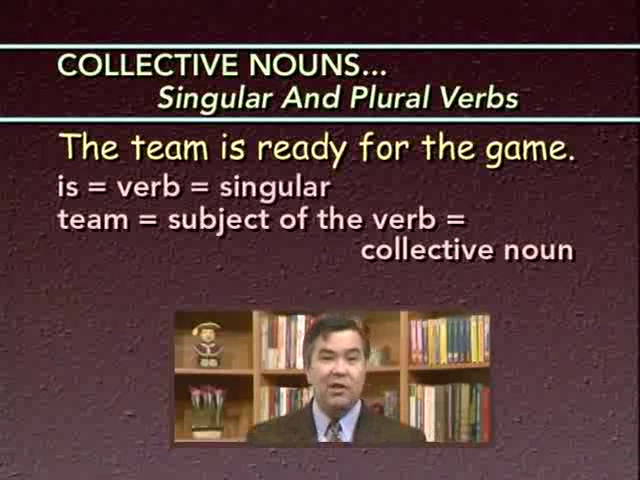 COLLECTIVE NOUNS...
Singular And Plural Verbs
The team is ready for the game.
is = verb = singular
team = subject of the verb =
collective noun